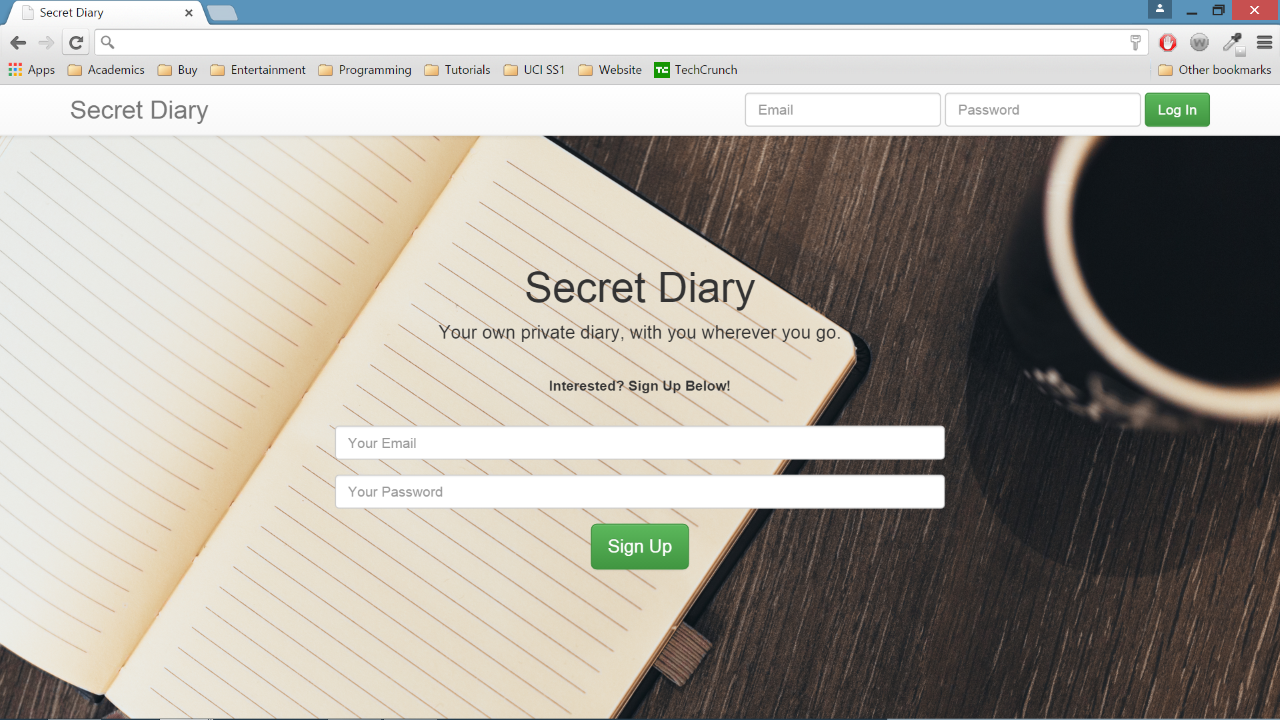 Secret Diary
Apps Academics Buy Entertainment Programming Tutorials UCI SS1 Website TechCrunch Other bookmarks
Secret Diary Email Password Log In
Secret Diary
Your own private diary, with you wherever you go.
Interested? Sign Up Below!
Your Email
Your Password
Sign Up